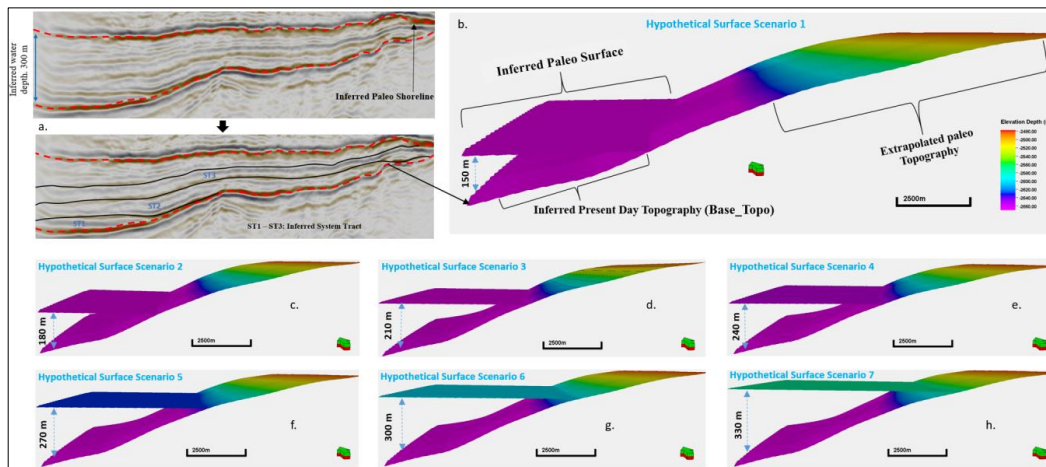 Inferred water
depth. 300 m
Inferred Paleo Shoreline
a.
ST3
ST2
ST1
ST1 – ST3: Inferred System Tract
b.
Hypothetical Surface Scenario 1
Inferred Paleo Surface
150 m
Inferred Present Day Topography (Base_Topo)
Extrapolated paleo
Topography
2500m
Elevation Depth
Hypothetical Surface Scenario 2
c.
180 m
2500m
Hypothetical Surface Scenario 3
d.
210 m
2500m
Hypothetical Surface Scenario 4
e.
240 m
2500m
Hypothetical Surface Scenario 5
f.
270 m
2500m
Hypothetical Surface Scenario 6
g.
300 m
2500m
Hypothetical Surface Scenario 7
h.
330 m
2500m